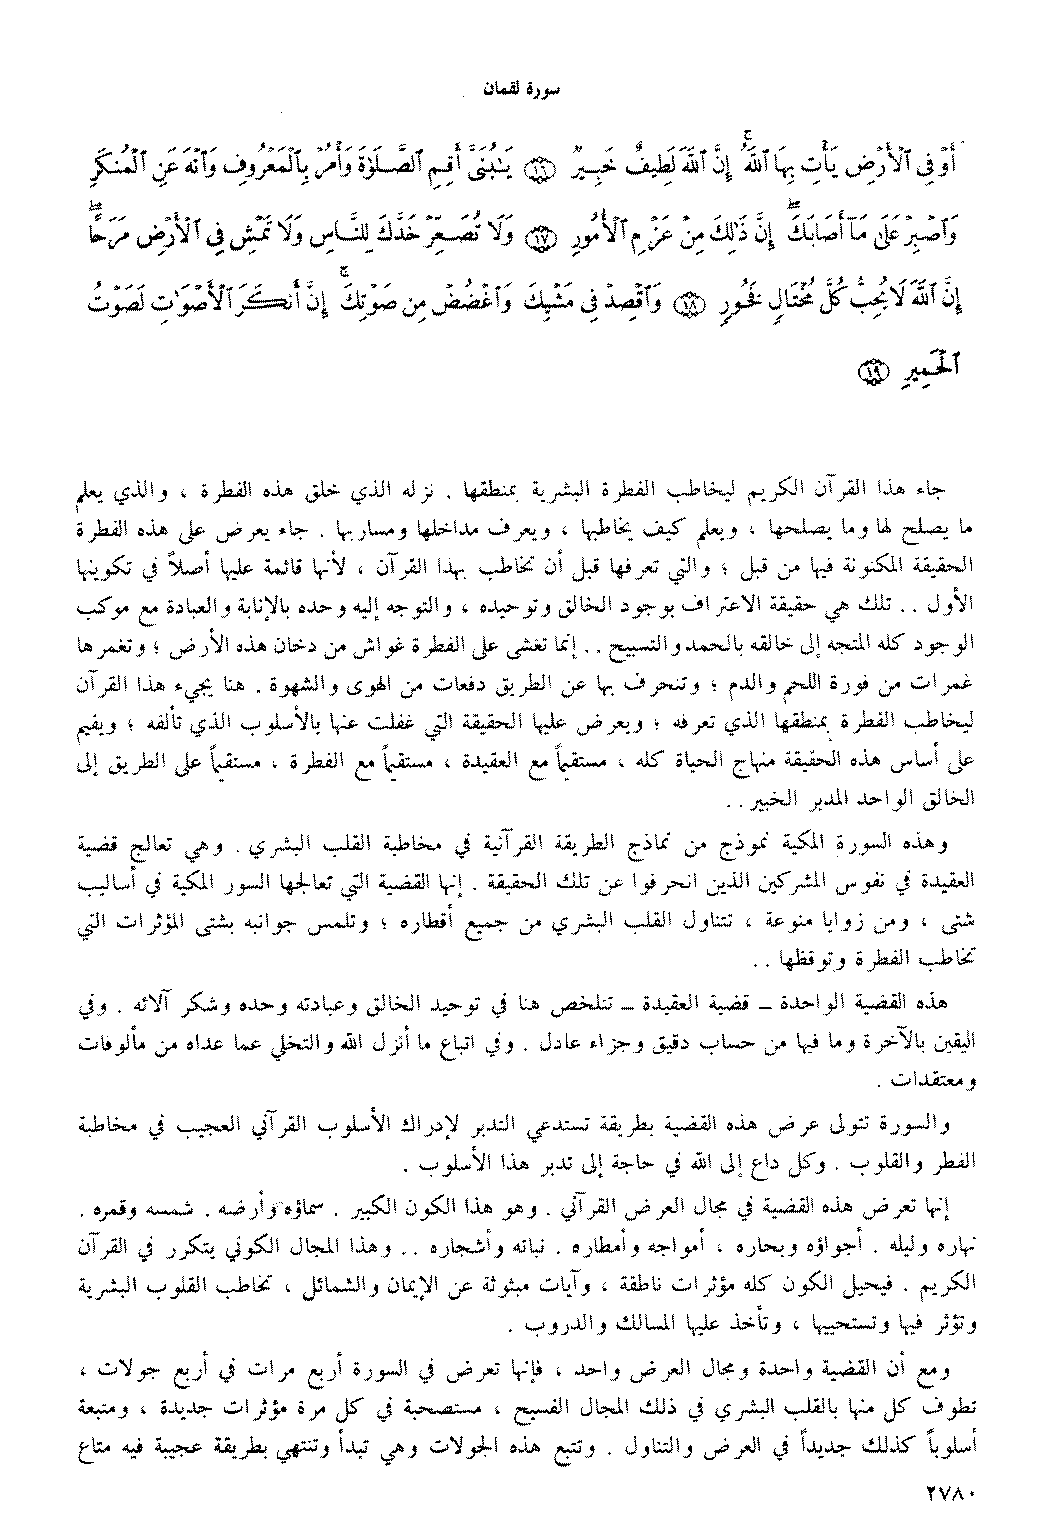 سورة لقمان
أَوْ فِي ٱلْأَرْضِ يَأْتِ بِهَا ٱللَّهُ ۚ إِنَّ ٱللَّهَ لَطِيفٌ خَبِيرٌ ﴿١٦﴾ يَـٰبُنَيَّ أَقِمِ ٱلصَّلَوٰةَ وَأْمُرْ بِٱلْمَعْرُوفِ وَٱنْهَ عَنِ ٱلْمُنكَرِ
وَٱصْبِرْ عَلَىٰ مَآ أَصَابَكَ ۖ إِنَّ ذَٰلِكَ مِنْ عَزْمِ ٱلْأُمُورِ ﴿١٧﴾ وَلَا تُصَعِّرْ خَدَّكَ لِلنَّاسِ وَلَا تَمْشِ فِي ٱلْأَرْضِ مَرَحًا ۖ
إِنَّ ٱللَّهَ لَا يُحِبُّ كُلَّ مُخْتَالٍ فَخُورٍ ﴿١٨﴾ وَٱقْصِدْ فِي مَشْيِكَ وَٱغْضُضْ مِن صَوْتِكَ ۚ إِنَّ أَنكَرَ ٱلْأَصْوَٰتِ لَصَوْتُ
ٱلْحَمِيرِ ﴿١٩﴾
جاء هذا القرآن الكريم ليخاطب الفطرة البشرية بمنطقها . نزله الذي خلق هذه الفطرة ، والذي يعلم
ما يصلح لها وما يصلحها ، ويعلم كيف يخاطبها ، ويعرف مداخلها ومساربها . جاء يعرض على هذه الفطرة
الحقيقة المكنونة فيها من قبل ؛ والتي تعرفها قبل أن تخاطب بهذا القرآن ، لأنها قائمة عليها أصلاً في تكوينها
الأول .. تلك هي حقيقة الاعتراف بوجود الخالق وتوحيده ، والتوجه إليه وحده بالإنابة والعبادة مع موكب
الوجود كله المتجه إلى خالقه بالحمد والتسبيح .. إنما تغشى على الفطرة غواش من دخان هذه الأرض ؛ وتغمرها
غمرات من فورة اللحم والدم ؛ وتنحرف بها عن الطريق دفعات من الهوى والشهوة . هنا يجيء هذا القرآن
ليخاطب الفطرة بمنطقها الذي تعرفه ؛ ويعرض عليها الحقيقة التي غفلت عنها بالأسلوب الذي تألفه ؛ ويقيم
على أساس هذه الحقيقة منهاج الحياة كله ، مستقيماً مع العقيدة ، مستقيماً مع الفطرة ، مستقيماً على الطريق إلى
الخالق الواحد المدبر الخبير ..
وهذه السورة المكية نموذج من نماذج الطريقة القرآنية في مخاطبة القلب البشري . وهي تعالج قضية
العقيدة في نفوس المشركين الذين انحرفوا عن تلك الحقيقة . إنها القضية التي تعالجها السور المكية في أساليب
شتى ، ومن زوايا منوعة ، تتناول القلب البشري من جميع أقطاره ؛ وتلمس جوانبه بشتى المؤثرات التي
تخاطب الفطرة وتوقظها ..
هذه القضية الواحدة – قضية العقيدة – تتلخص هنا في توحيد الخالق وعبادته وحده وشكر آلائه . وفي
اليقين بالآخرة وما فيها من حساب دقيق وجزاء عادل . وفي اتباع ما أنزل الله والتخلي عما عداه من مألوفات
ومعتقدات .
والسورة تتولى عرض هذه القضية بطريقة تستدعي التدبر لإدراك الأسلوب القرآني العجيب في مخاطبة
الفطر والقلوب . وكل داع إلى الله في حاجة إلى تدبر هذا الأسلوب .
إنها تعرض هذه القضية في مجال العرض القرآني . وهو هذا الكون الكبير . سماؤه وأرضه . شمسه وقمره .
نهاره وليله . أجواؤه وبحاره ، أمواجه وأمطاره . نباته وأشجاره .. وهذا المجال الكوني يتكرر في القرآن
الكريم . فيحيل الكون كله مؤثرات ناطقة ، وآيات مبثوثة عن الإيمان والشمائل ، تخاطب القلوب البشرية
وتؤثر فيها وتستحييها ، وتأخذ عليها المسالك والدروب .
ومع أن القضية واحدة ومجال العرض واحد ، فإنها تعرض في السورة أربع مرات في أربع جولات ،
تطوف كل منها بالقلب البشري في ذلك المجال الفسيح ، مستصحبة في كل مرة مؤثرات جديدة ، ومتبعة
أسلوباً كذلك جديداً في العرض والتناول . وتتبع هذه الجولات وهي تبدأ وتنتهي بطريقة عجيبة فيه متاع
٢٧٨٠